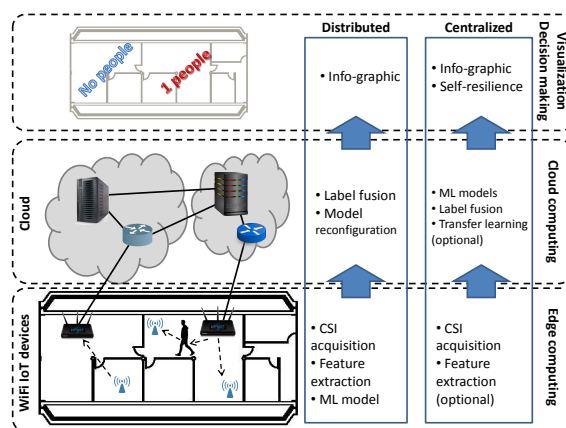 Distributed
Centralized
No people
1 people
• Info-graphic
• Info-graphic
• Self-resilience
Visualization
Decision making
Cloud
• Label fusion
• Model
reconfiguration
• ML models
• Label fusion
• Transfer learning
(optional)
Cloud computing
WiFi IoT devices
• CSI
acquisition
• Feature
extraction
• ML model
• CSI
acquisition
• Feature
extraction
(optional)
Edge computing